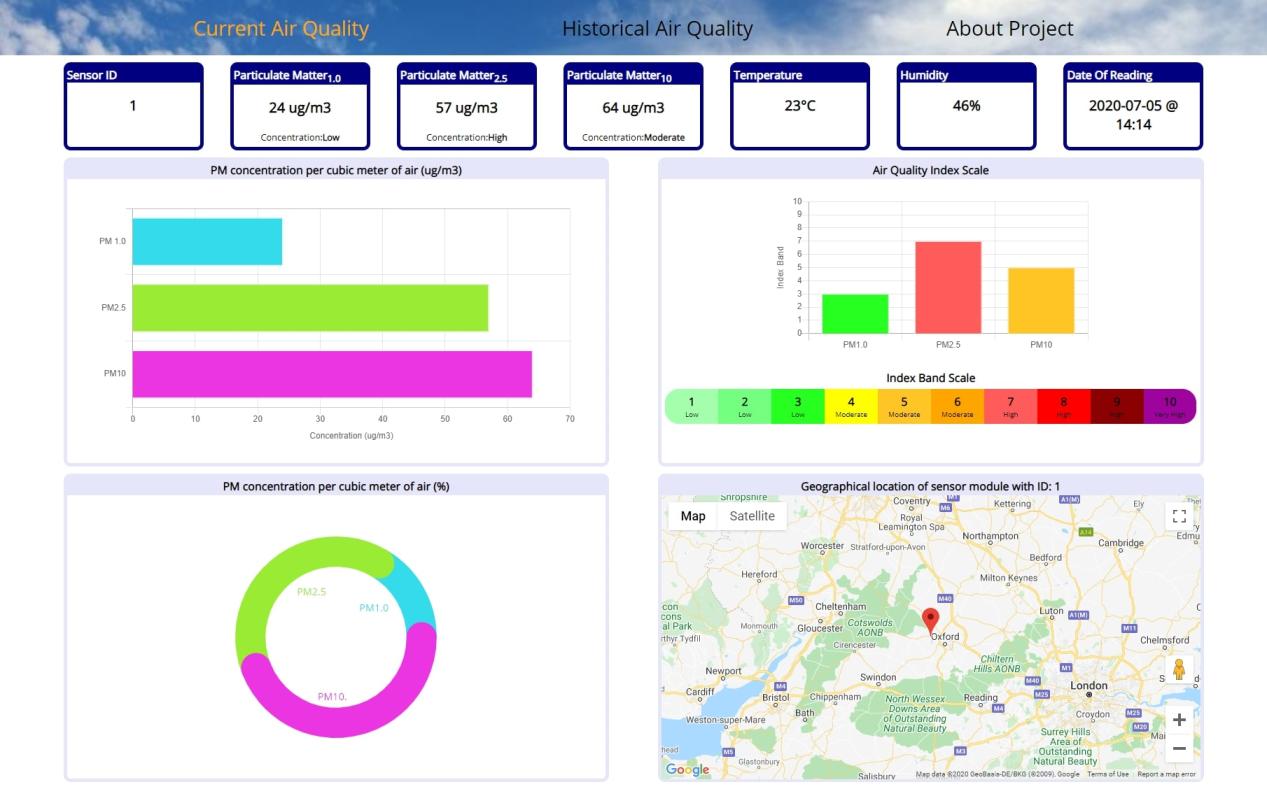 Current Air Quality
Historical Air Quality
About Project
Sensor ID
1
Particulate Matter1.0
24 ug/m3
Concentration:Low
Particulate Matter2.5
57 ug/m3
Concentration:High
Particulate Matter10
64 ug/m3
Concentration:Moderate
Temperature
23°C
Humidity
46%
Date Of Reading
2020-07-05 @
14:14
PM concentration per cubic meter of air (ug/m3)
PM 1.0
PM2.5
PM10
0 10 20 30 40 50 60 70
Concentration (ug/m3)
Air Quality Index Scale
10
9
8
7
6
5
4
3
2
1
0
Index Band
PM1.0 PM2.5 PM10
Index Band Scale
1 2 3 4 5 6 7 8 9 10
Low Low Low Moderate Moderate Moderate High High High Very High
PM concentration per cubic meter of air (%)
PM2.5
PM1.0
PM10.
Geographical location of sensor module with ID: 1
Map Satellite
Shropshire
Coventry
M1
Kettering
A1(M)
Ely
M6
Royal
Leamington Spa
A14
Northampton
Cambridge
Worcester
Stratford-upon-Avon
Bedford
Hereford
Milton Keynes
M50
Cheltenham
M40
Luton
A1(M)
Monmouth
Gloucester
Cotswolds
AONB
M11
Oxford
Chelmsford
Cirencester
Chiltern
Hills AONB
M1
Newport
Swindon
M40
London
Cardiff
M4
Bristol
Chippenham
North Wessex
Downs Area
of Outstanding
Natural Beauty
Reading
M25
M4
Bath
Croydon
M25
Weston-super-Mare
M20
Surrey Hills
Area of
Outstanding
Natural Beauty
M5
M3
Glastonbury
Salisbury
Google
Map data ©2020 GeoBasis-DE/BKG (©2009), Google Terms of Use Report a map error